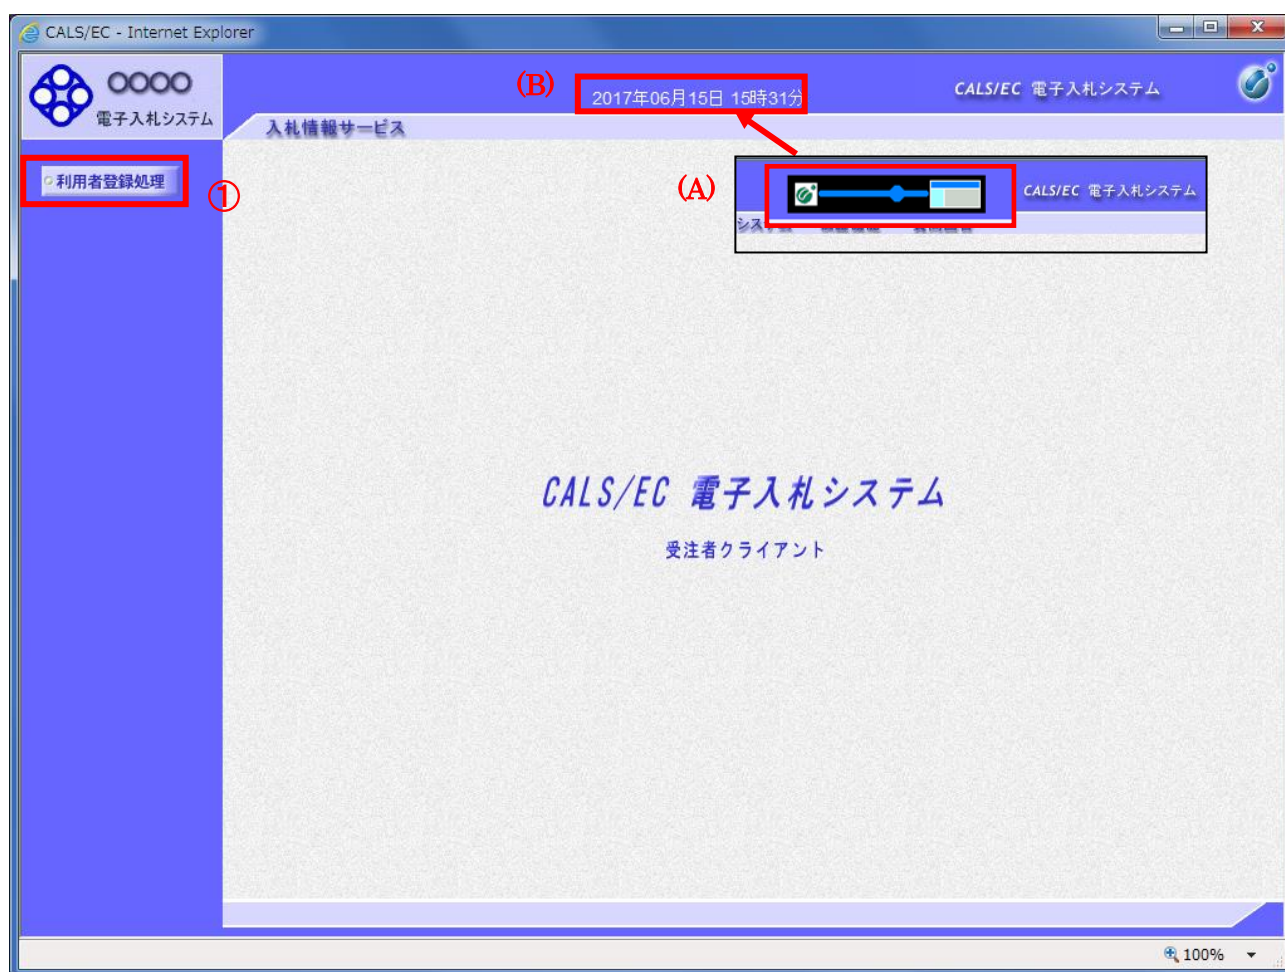 CALS/EC - Internet Explorer
○○○○
電子入札システム
(B)
2017年06月15日 15時31分
CALS/EC 電子入札システム
入札情報サービス
利用者登録処理
①
(A)
CALS/EC 電子入札システム
CALS/EC 電子入札システム
受注者クライアント
100%